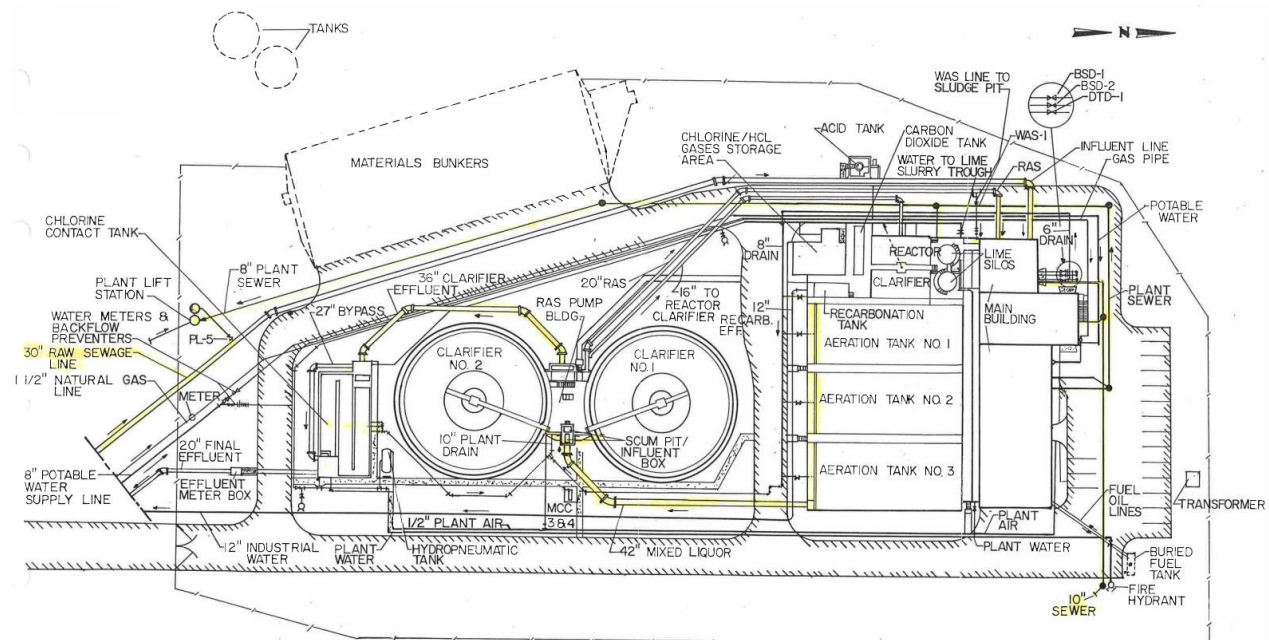 TANKS
N
BSD-1
BSD-2
DTD-1
WAS LINE TO
SLUDGE PIT
ACID TANK
CARBON
DIOXIDE TANK
WAS-1
CHLORINE/HCL
GASES STORAGE
AREA
WATER TO LIME
SLURRY TROUGH
INFLUENT LINE
GAS PIPE
RAS
MATERIALS BUNKERS
POTABLE
WATER
CHLORINE
CONTACT TANK
6"
DRAIN
8"
DRAIN
REACTOR
LIME
SILOS
PLANT LIFT
STATION
8" PLANT
SEWER
36" CLARIFIER
EFFLUENT
20" RAS
CLARIFIER
PLANT
SEWER
16" TO
REACTOR
CLARIFIER
RAS PUMP
BLDG.
27" BYPASS
WATER METERS &
BACKFLOW
PREVENTERS
PL-5
12"
RECARB.
EFF.
RECARBONATION
TANK
MAIN
BUILDING
30" RAW SEWAGE
LINE
CLARIFIER
NO. 2
CLARIFIER
NO. 1
AERATION TANK NO. 1
1 1/2" NATURAL GAS
LINE
METER
AERATION TANK NO. 2
10" PLANT
DRAIN
SCUM PIT/
INFLUENT
BOX
20" FINAL
EFFLUENT
8" POTABLE
WATER
SUPPLY LINE
EFFLUENT
METER BOX
AERATION TANK NO. 3
FUEL
OIL
LINES
TRANSFORMER
MCC
3 & 4
1/2" PLANT AIR
PLANT
AIR
12" INDUSTRIAL
WATER
PLANT
WATER
HYDROPNEUMATIC
TANK
42" MIXED LIQUOR
PLANT WATER
BURIED
FUEL
TANK
10"
SEWER
FIRE
HYDRANT